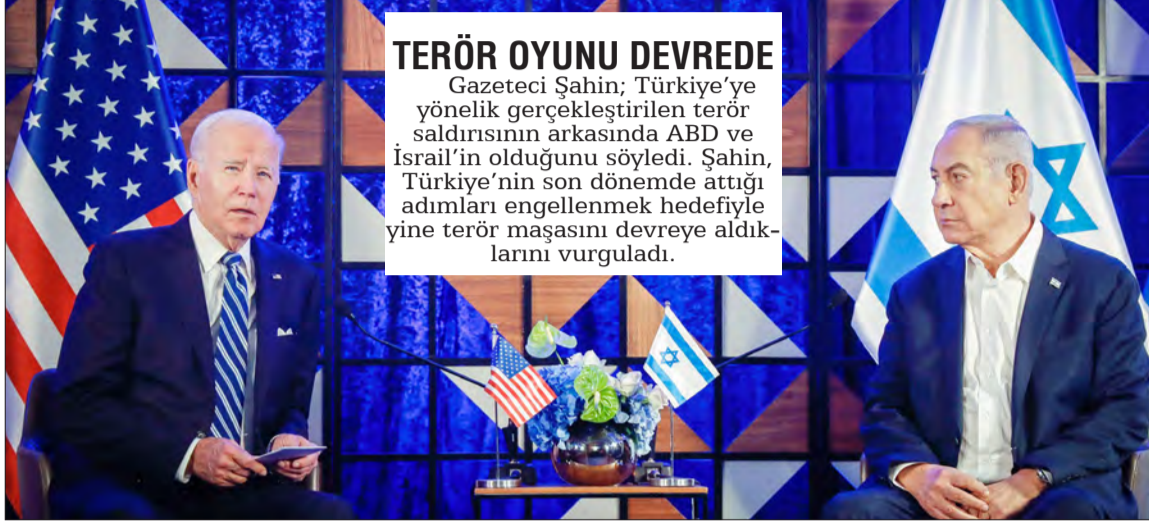 TERÖR OYUNU DEVREDE
Gazeteci Şahin; Türkiye’ye
yönelik gerçekleştirilen terör
saldırısının arkasında ABD ve
İsrail’in olduğunu söyledi. Şahin,
Türkiye’nin son dönemde attığı
adımları engellenmek hedefiyle
yine terör maşasını devreye aldık-
larını vurguladı.